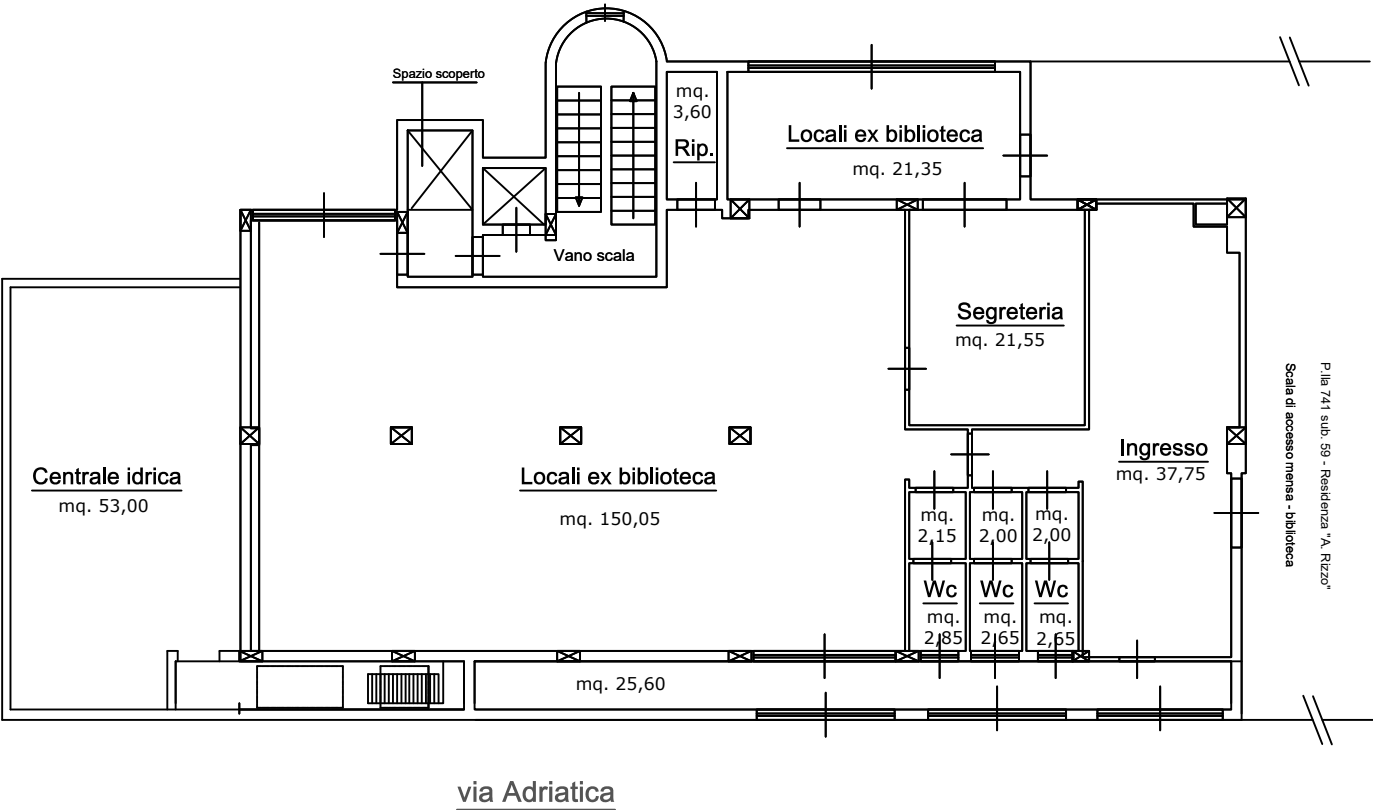 Spazio scoperto
mq.
3,60
Rip.
Locali ex biblioteca
mq. 21,35
Vano scala
Segreteria
mq. 21,55
Centrale idrica
mq. 53,00
Locali ex biblioteca
mq. 150,05
Ingresso
mq. 37,75
mq.
2,15
mq.
2,00
mq.
2,00
Wc
mq.
2,85
Wc
mq.
2,65
Wc
mq.
2,65
mq. 25,60
P.lla 741 sub. 59 - Residenza "A. Rizzo"
Scala di accesso mensa - biblioteca
via Adriatica